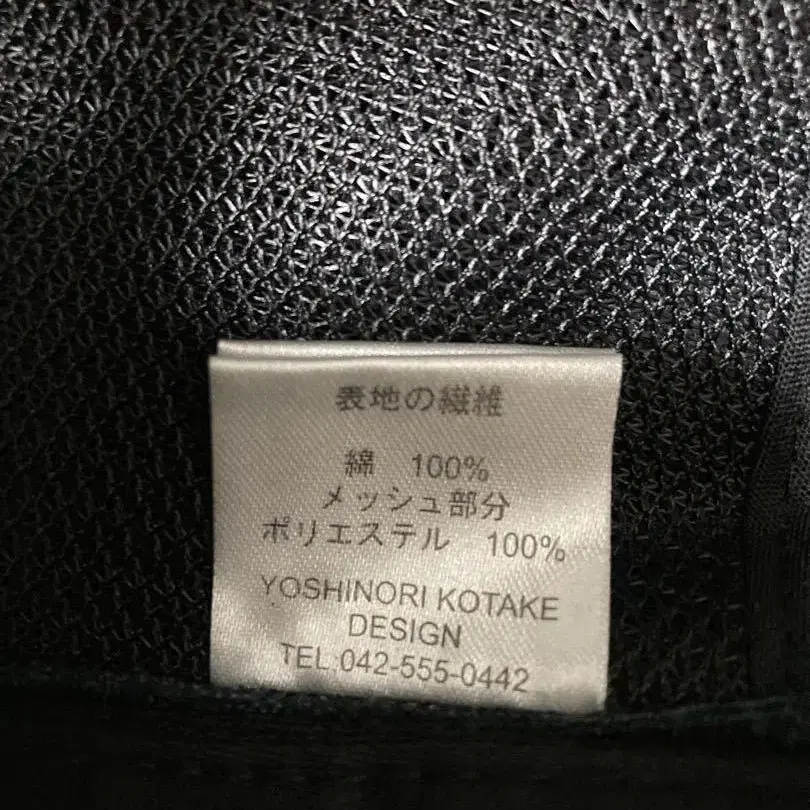 表地の繊維
綿 100%
メッシュ部分
ポリエステル 100%
YOSHINORI KOTAKE
DESIGN
TEL.042-555-0442